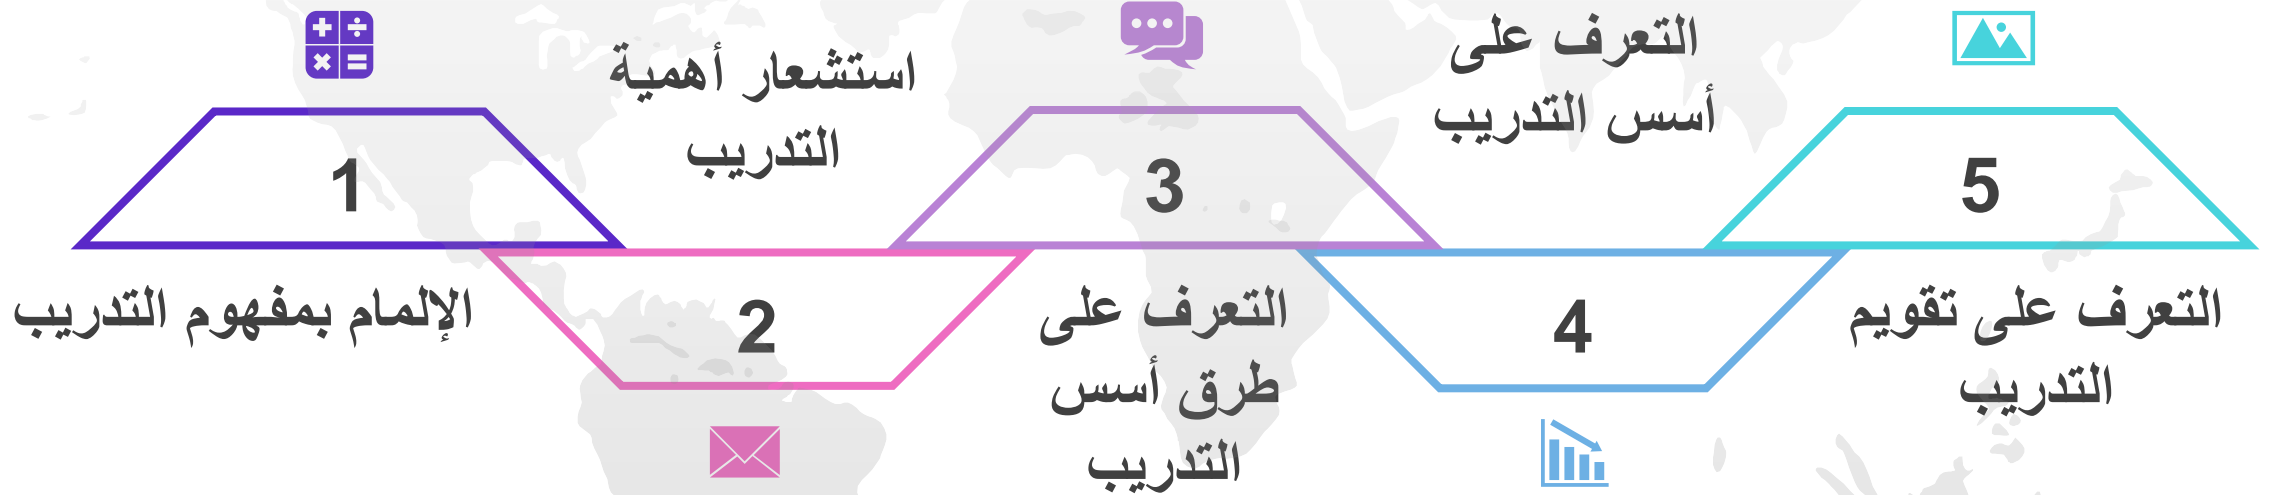 1
الإلمام بمفهوم التدريب
استشعار أهمية
التدريب
2
3
التعرف على
طرق أسس
التدريب
التعرف على
أسس التدريب
4
5
التعرف على تقويم
التدريب